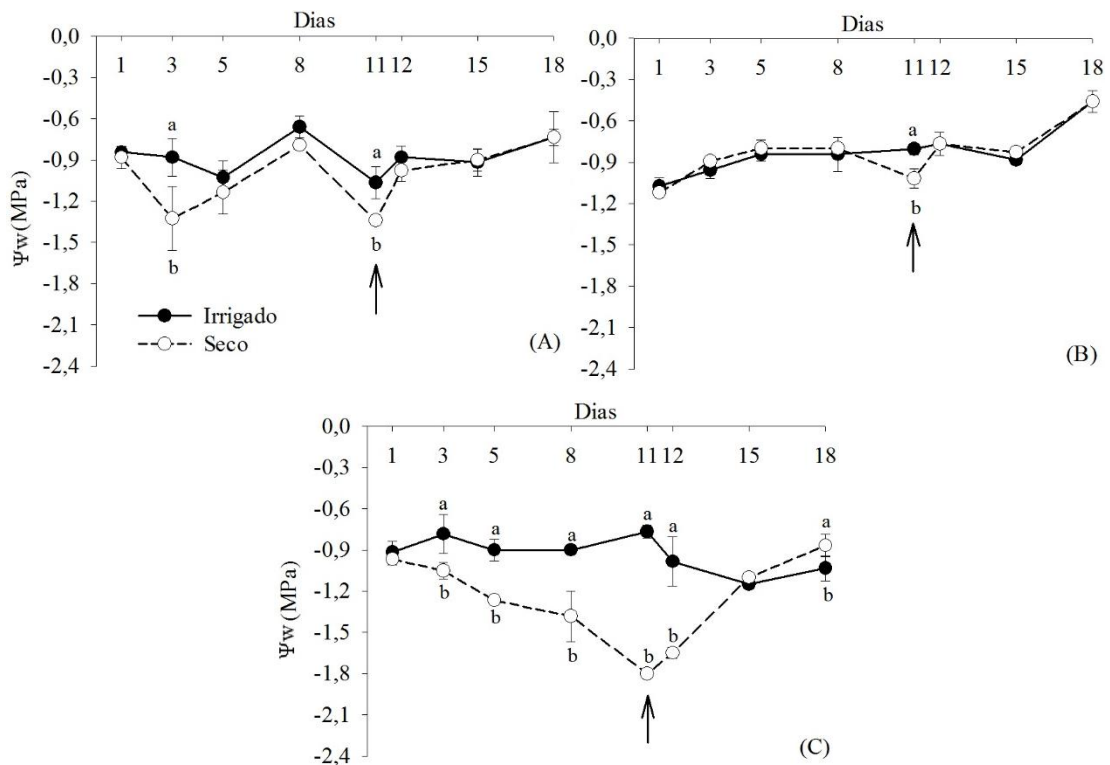 Dias
0,0
1 3 5 8 11 12 15 18
-0,3
-0,6
-0,9
-1,2
-1,5
-1,8
-2,1
-2,4
Ψw (MPa)
a
b
a
b
Irrigado
Seco
(A)
Dias
0,0
1 3 5 8 11 12 15 18
-0,3
-0,6
-0,9
-1,2
-1,5
-1,8
-2,1
-2,4
a
b
(B)
Dias
0,0
1 3 5 8 11 12 15 18
-0,3
-0,6
-0,9
-1,2
-1,5
-1,8
-2,1
-2,4
Ψw (MPa)
a a a a a a
b b b b b b
(C)